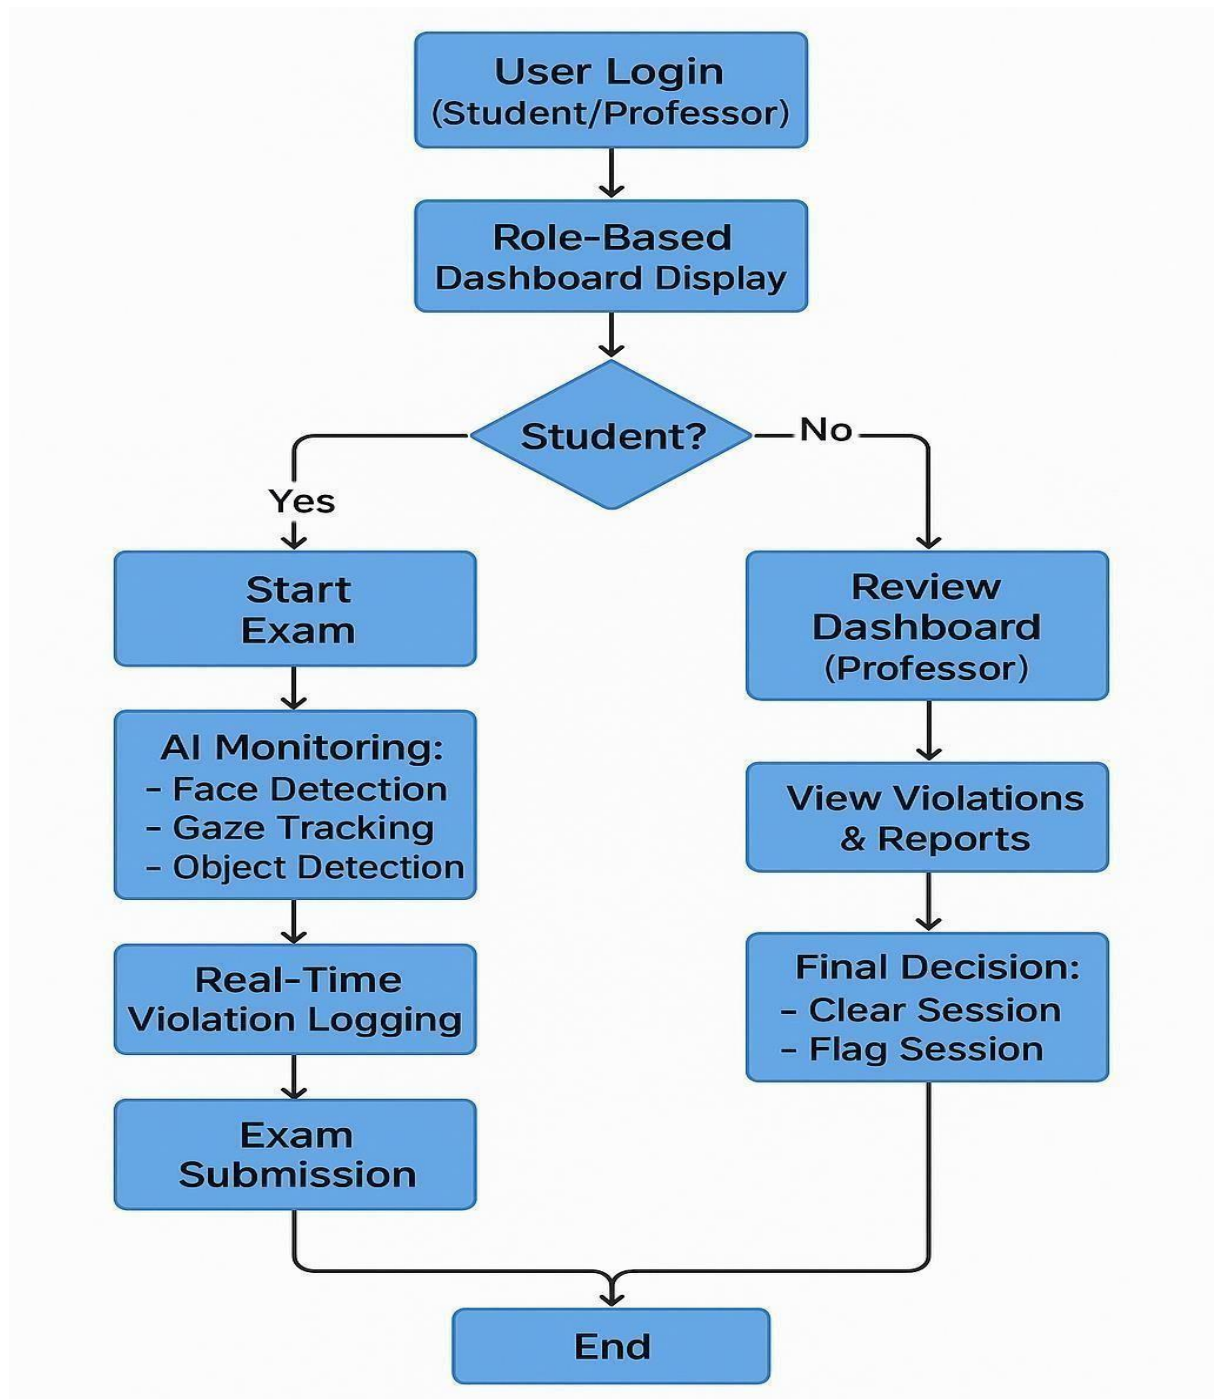 User Login
(Student/Professor)
Role-Based
Dashboard Display
Student?
No
Yes
Start
Exam
AI Monitoring:
- Face Detection
- Gaze Tracking
- Object Detection
Real-Time
Violation Logging
Exam
Submission
Review
Dashboard
(Professor)
View Violations
& Reports
Final Decision:
- Clear Session
- Flag Session
End